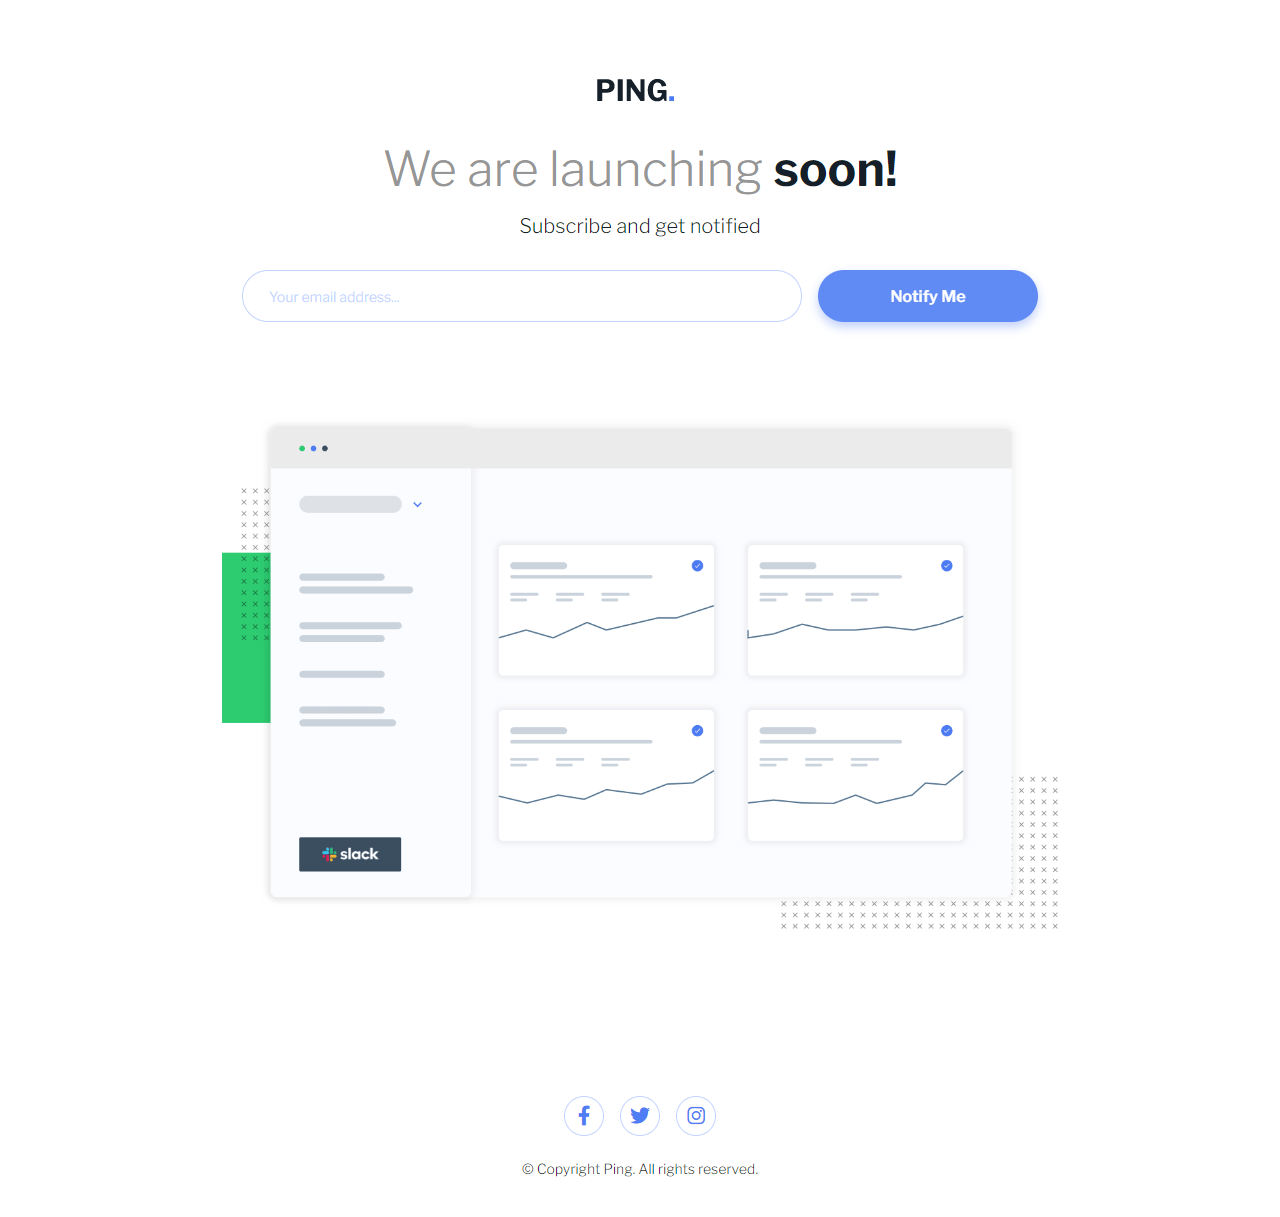 PING.
We are launching soon!
Subscribe and get notified
Your email address...
Notify Me
slack
© Copyright Ping. All rights reserved.